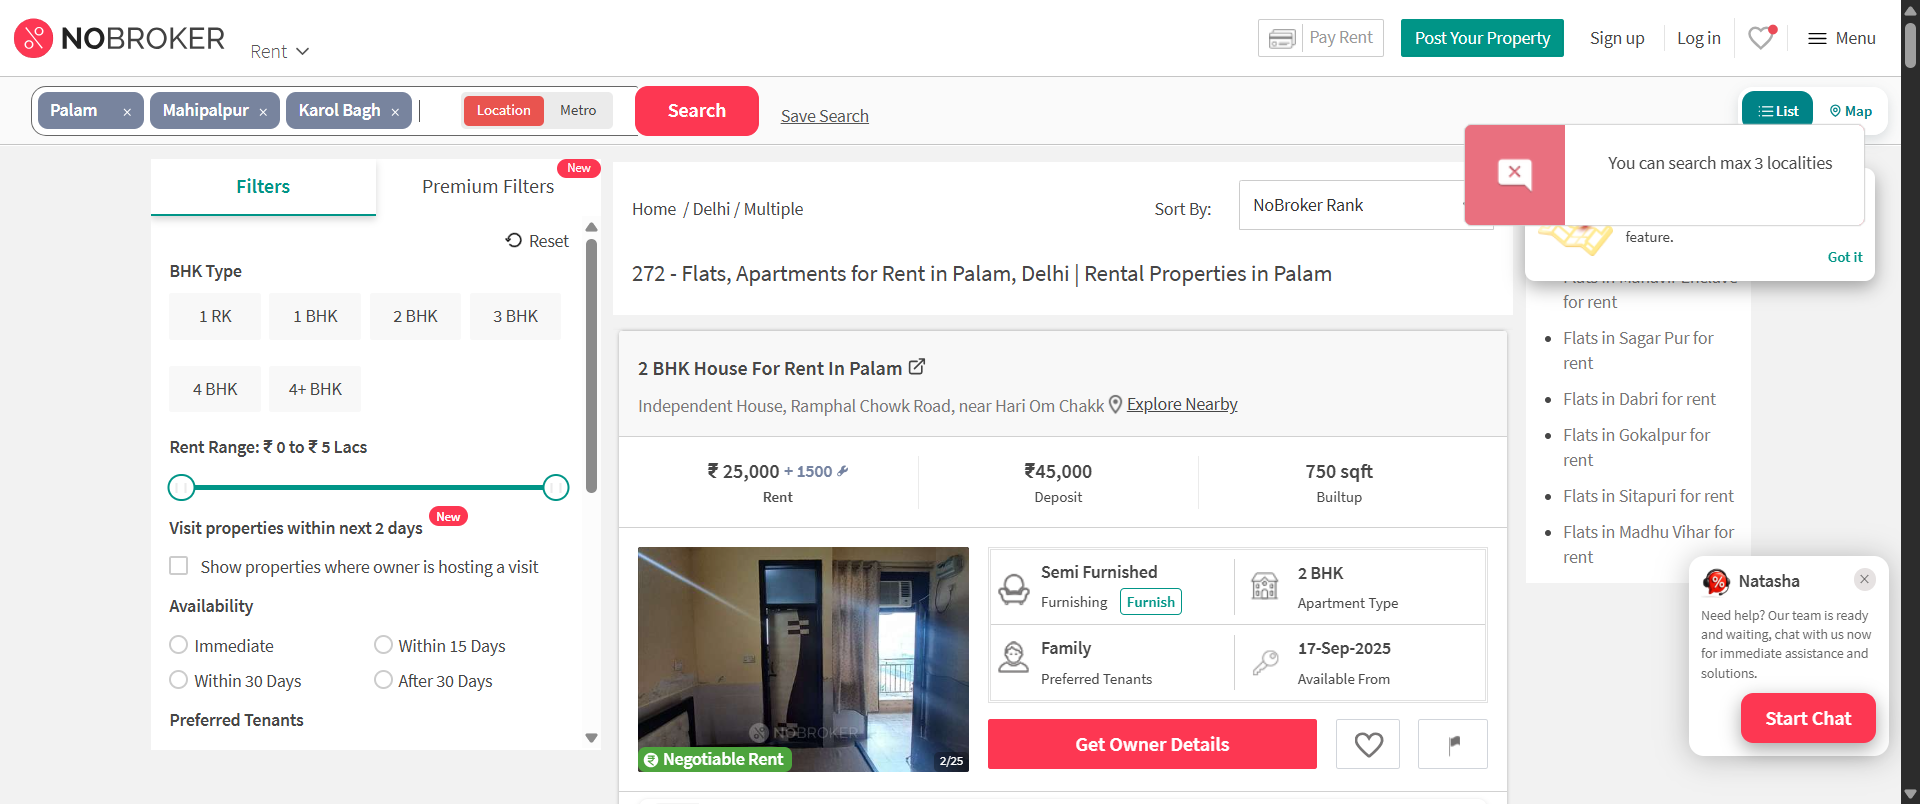 NOBROKER
Rent
Pay Rent
Post Your Property
Sign up
Log in
Menu
Palam ×
Mahipalpur ×
Karol Bagh ×
Location
Metro
Search
Save Search
List
Map
You can search max 3 localities
feature.
Got it
Filters
Premium Filters
New
Reset
BHK Type
1 RK
1 BHK
2 BHK
3 BHK
4 BHK
4+ BHK
Rent Range: ₹ 0 to ₹ 5 Lacs
Visit properties within next 2 days
New
Show properties where owner is hosting a visit
Availability
Immediate
Within 15 Days
Within 30 Days
After 30 Days
Preferred Tenants
Home / Delhi / Multiple
Sort By:
NoBroker Rank
272 - Flats, Apartments for Rent in Palam, Delhi | Rental Properties in Palam
2 BHK House For Rent In Palam
Independent House, Ramphal Chowk Road, near Hari Om Chakk
Explore Nearby
₹ 25,000 + 1500
Rent
₹45,000
Deposit
750 sqft
Builtup
NOBROKER
Negotiable Rent
2/25
Semi Furnished
Furnishing
Furnish
2 BHK
Apartment Type
Family
Preferred Tenants
17-Sep-2025
Available From
Get Owner Details
for rent
Flats in Sagar Pur for
rent
Flats in Dabri for rent
Flats in Gokalpur for
rent
Flats in Sitapuri for rent
Flats in Madhu Vihar for
rent
Natasha
Need help? Our team is ready
and waiting, chat with us now
for immediate assistance and
solutions.
Start Chat